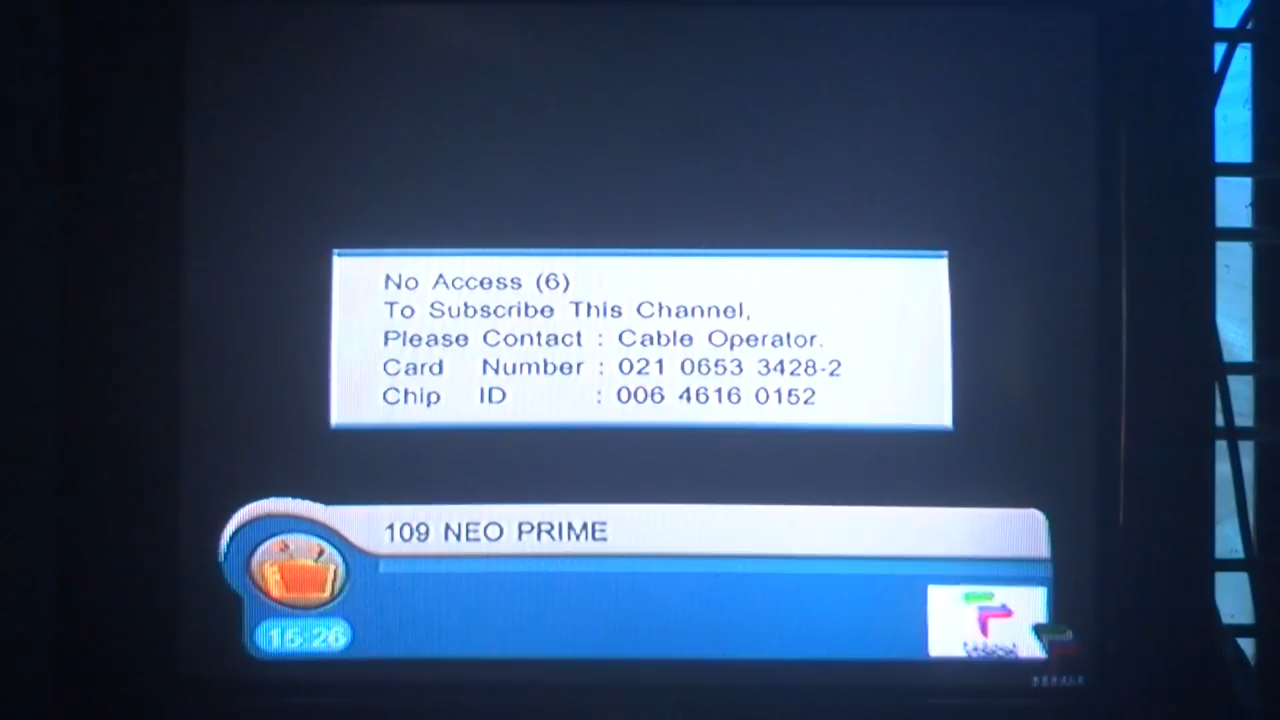 No Access (6)
To Subscribe This Channel,
Please Contact : Cable Operator.
Card Number : 021 0653 3428-2
Chip ID : 006 4616 0152
109 NEO PRIME
15:26